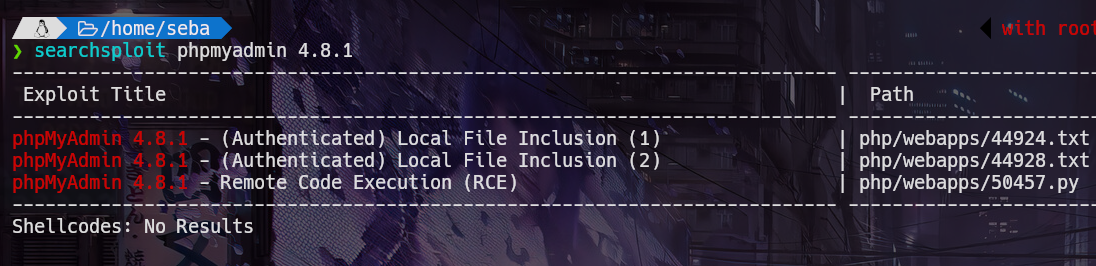 /home/seba with root
❯ searchsploit phpmyadmin 4.8.1
--------------------------------------------------------------------------- ----------------------
Exploit Title | Path
--------------------------------------------------------------------------- ----------------------
phpMyAdmin 4.8.1 - (Authenticated) Local File Inclusion (1) | php/webapps/44924.txt
phpMyAdmin 4.8.1 - (Authenticated) Local File Inclusion (2) | php/webapps/44928.txt
phpMyAdmin 4.8.1 - Remote Code Execution (RCE) | php/webapps/50457.py
--------------------------------------------------------------------------- ----------------------
Shellcodes: No Results